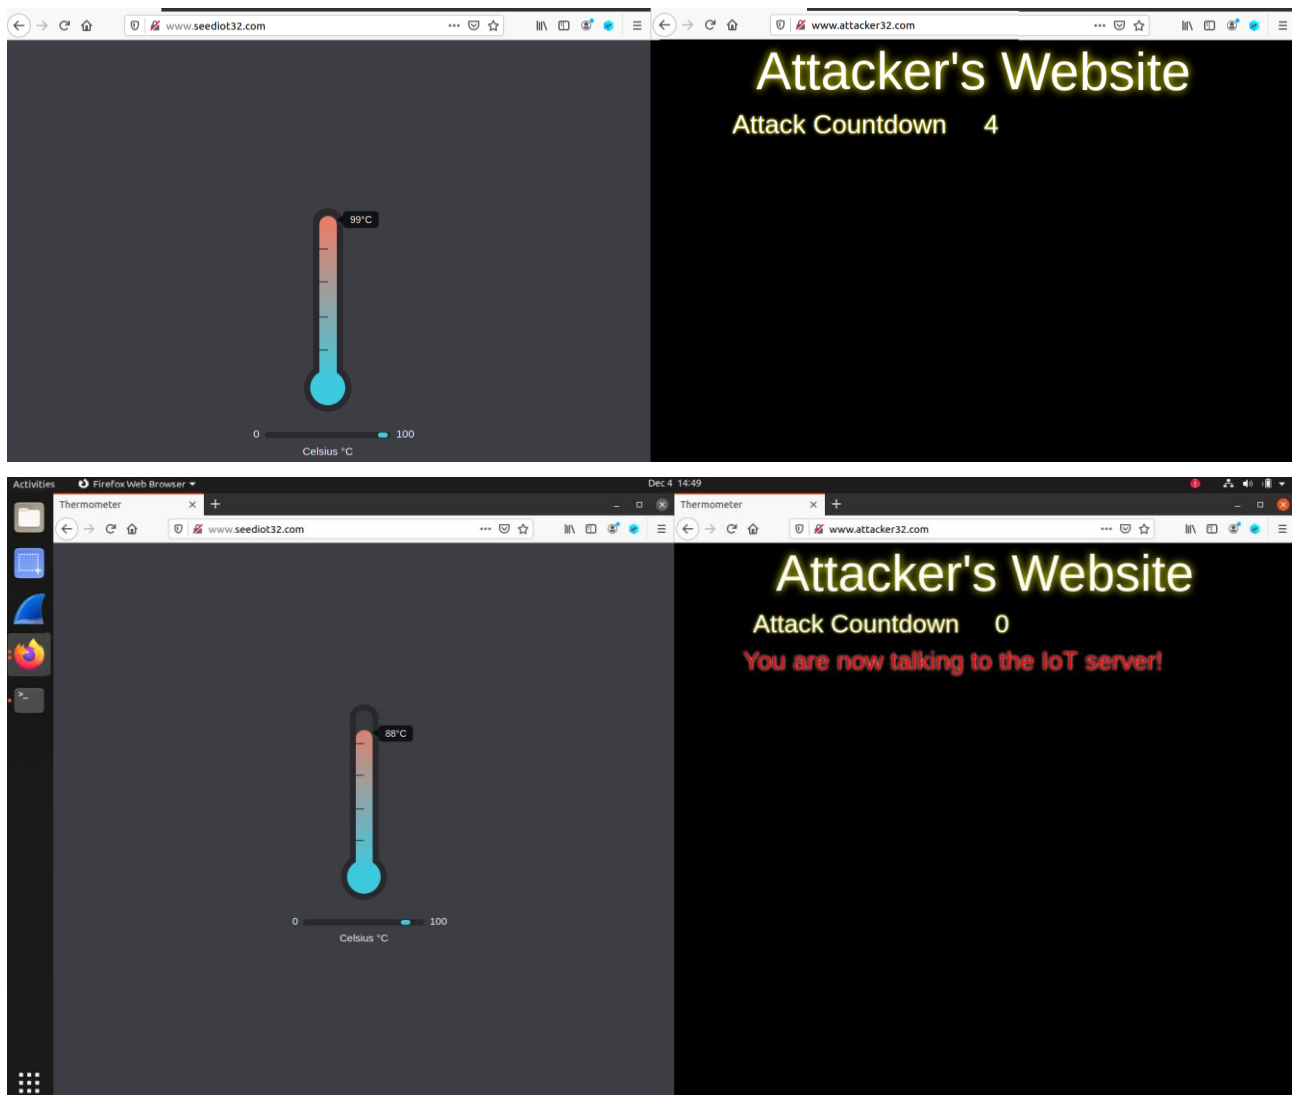 www.seediot32.com
www.attacker32.com
Attacker's Website
Attack Countdown 4
99°C
0 100
Celsius °C
Activities Firefox Web Browser Dec 4 14:49
Thermometer
Thermometer
www.seediot32.com
www.attacker32.com
Attacker's Website
Attack Countdown 0
You are now talking to the IoT server!
88°C
0 100
Celsius °C